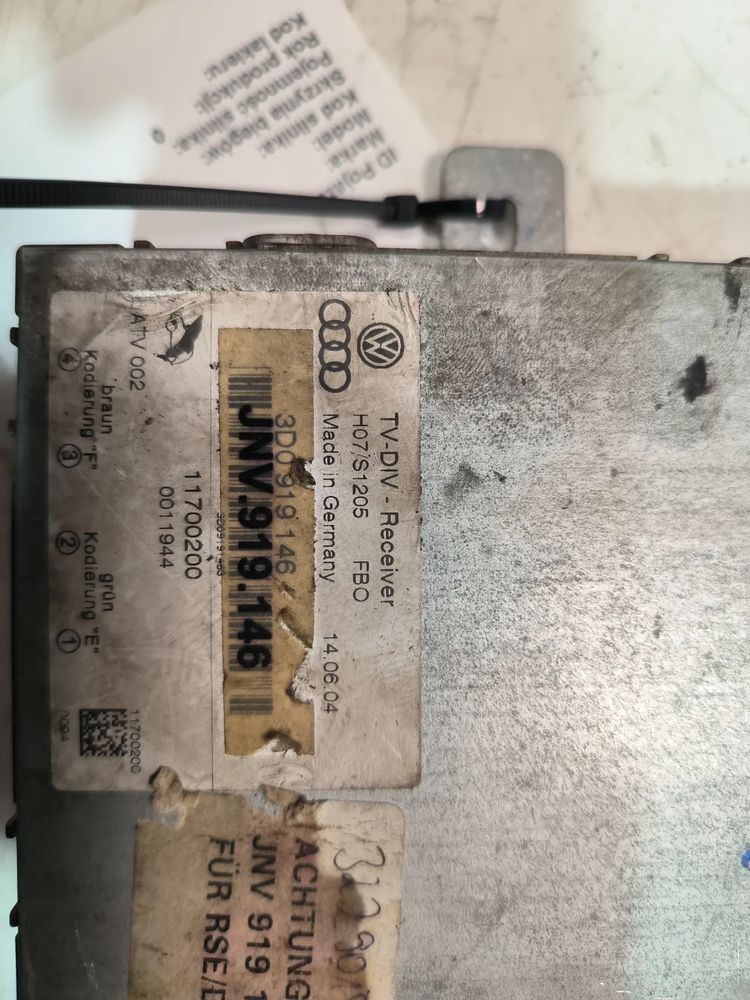 ID Pojaz
Marka:
Model:
Kod silnika:
Skrzynia biegów:
Pojemność silnika:
Rok produkcji:
Kod lakieru:
TV-DIV - Receiver
H07/S1205 FBO
Made in Germany 14.06.04
3D0 919 146
JNV.919.146
11700200
0011944
ATV 002
braun
Kodierung "F"
4 3
grün
Kodierung "E"
2 1
11700200
ACHTUNG
JNV 919 1
FÜR RSE/